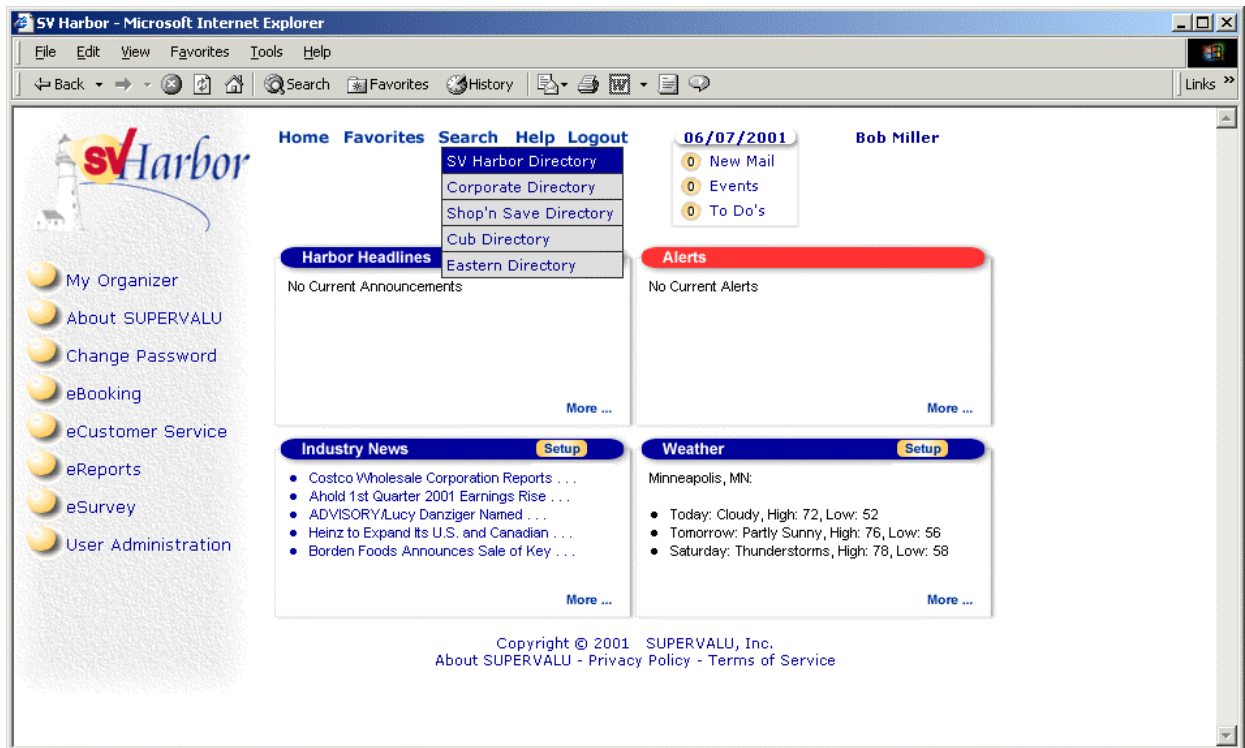 SV Harbor - Microsoft Internet Explorer
File Edit View Favorites Tools Help
Back Search Favorites History Links »
SVHarbor
Home Favorites Search Help Logout
SV Harbor Directory
Corporate Directory
Shop'n Save Directory
Cub Directory
Eastern Directory
06/07/2001 Bob Miller
0 New Mail
0 Events
0 To Do's
My Organizer
About SUPERVALU
Change Password
eBooking
eCustomer Service
eReports
eSurvey
User Administration
Harbor Headlines
No Current Announcements
More ...
Alerts
No Current Alerts
More ...
Industry News Setup
Costco Wholesale Corporation Reports . . .
Ahold 1st Quarter 2001 Earnings Rise . . .
ADVISORY/Lucy Danziger Named . . .
Heinz to Expand Its U.S. and Canadian . . .
Borden Foods Announces Sale of Key . . .
More ...
Weather Setup
Minneapolis, MN:
Today: Cloudy, High: 72, Low: 52
Tomorrow: Partly Sunny, High: 76, Low: 56
Saturday: Thunderstorms, High: 78, Low: 58
More ...
Copyright © 2001 SUPERVALU, Inc.
About SUPERVALU - Privacy Policy - Terms of Service